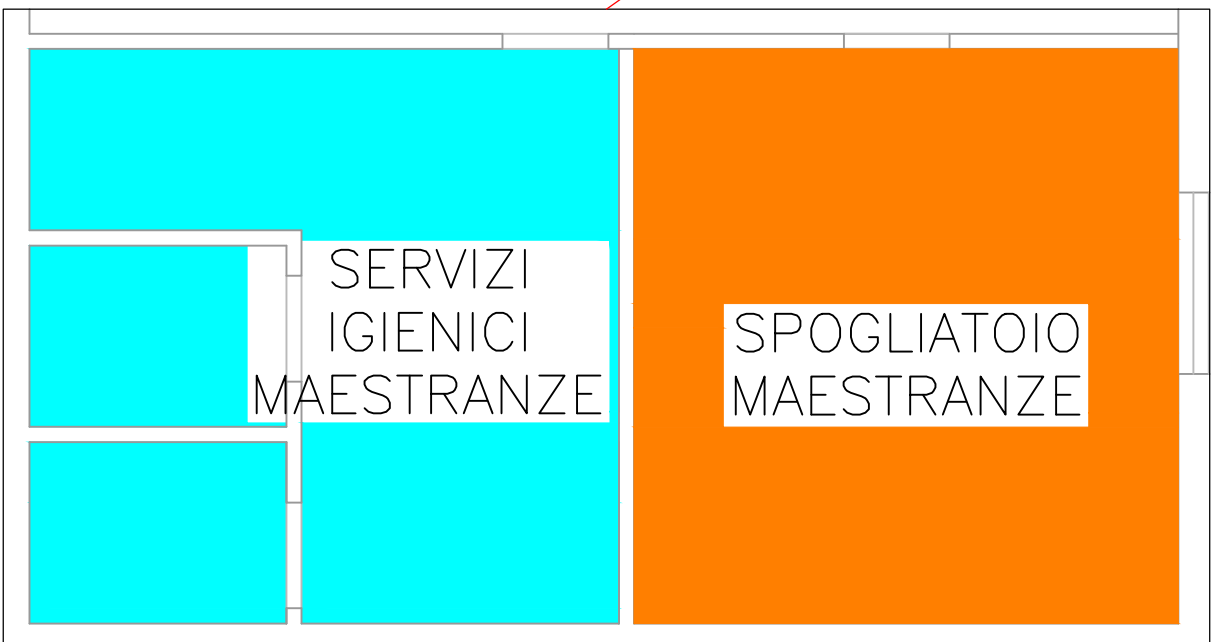 SERVIZI
IGIENICI
MAESTRANZE
SPOGLIATOIO
MAESTRANZE